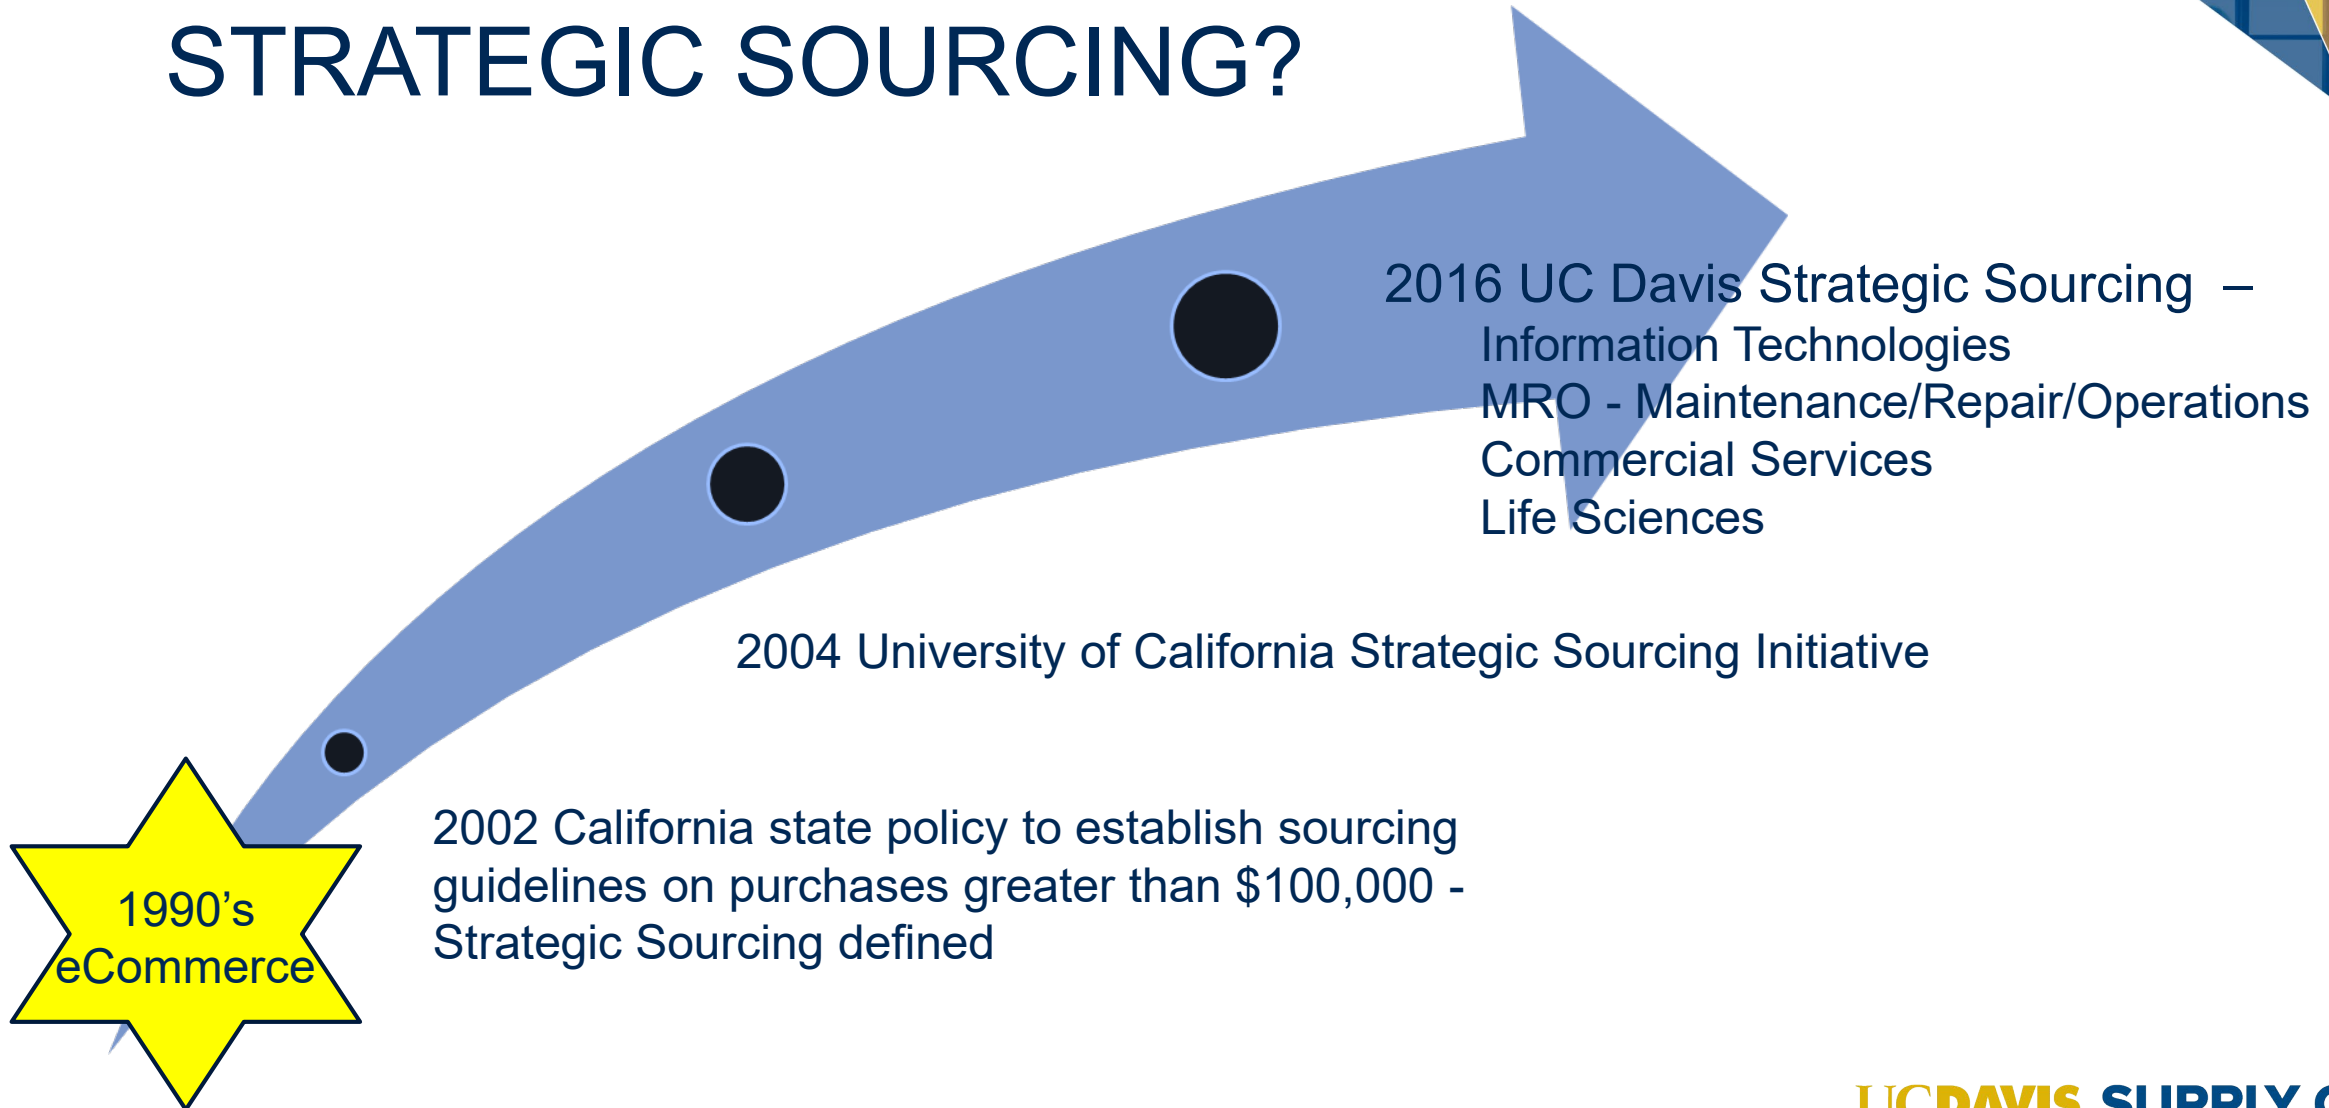 STRATEGIC SOURCING?
2016 UC Davis Strategic Sourcing –
Information Technologies
MRO - Maintenance/Repair/Operations
Commercial Services
Life Sciences
2004 University of California Strategic Sourcing Initiative
2002 California state policy to establish sourcing
guidelines on purchases greater than $100,000 -
Strategic Sourcing defined
1990’s
eCommerce
UCDAVIS SUPPLY